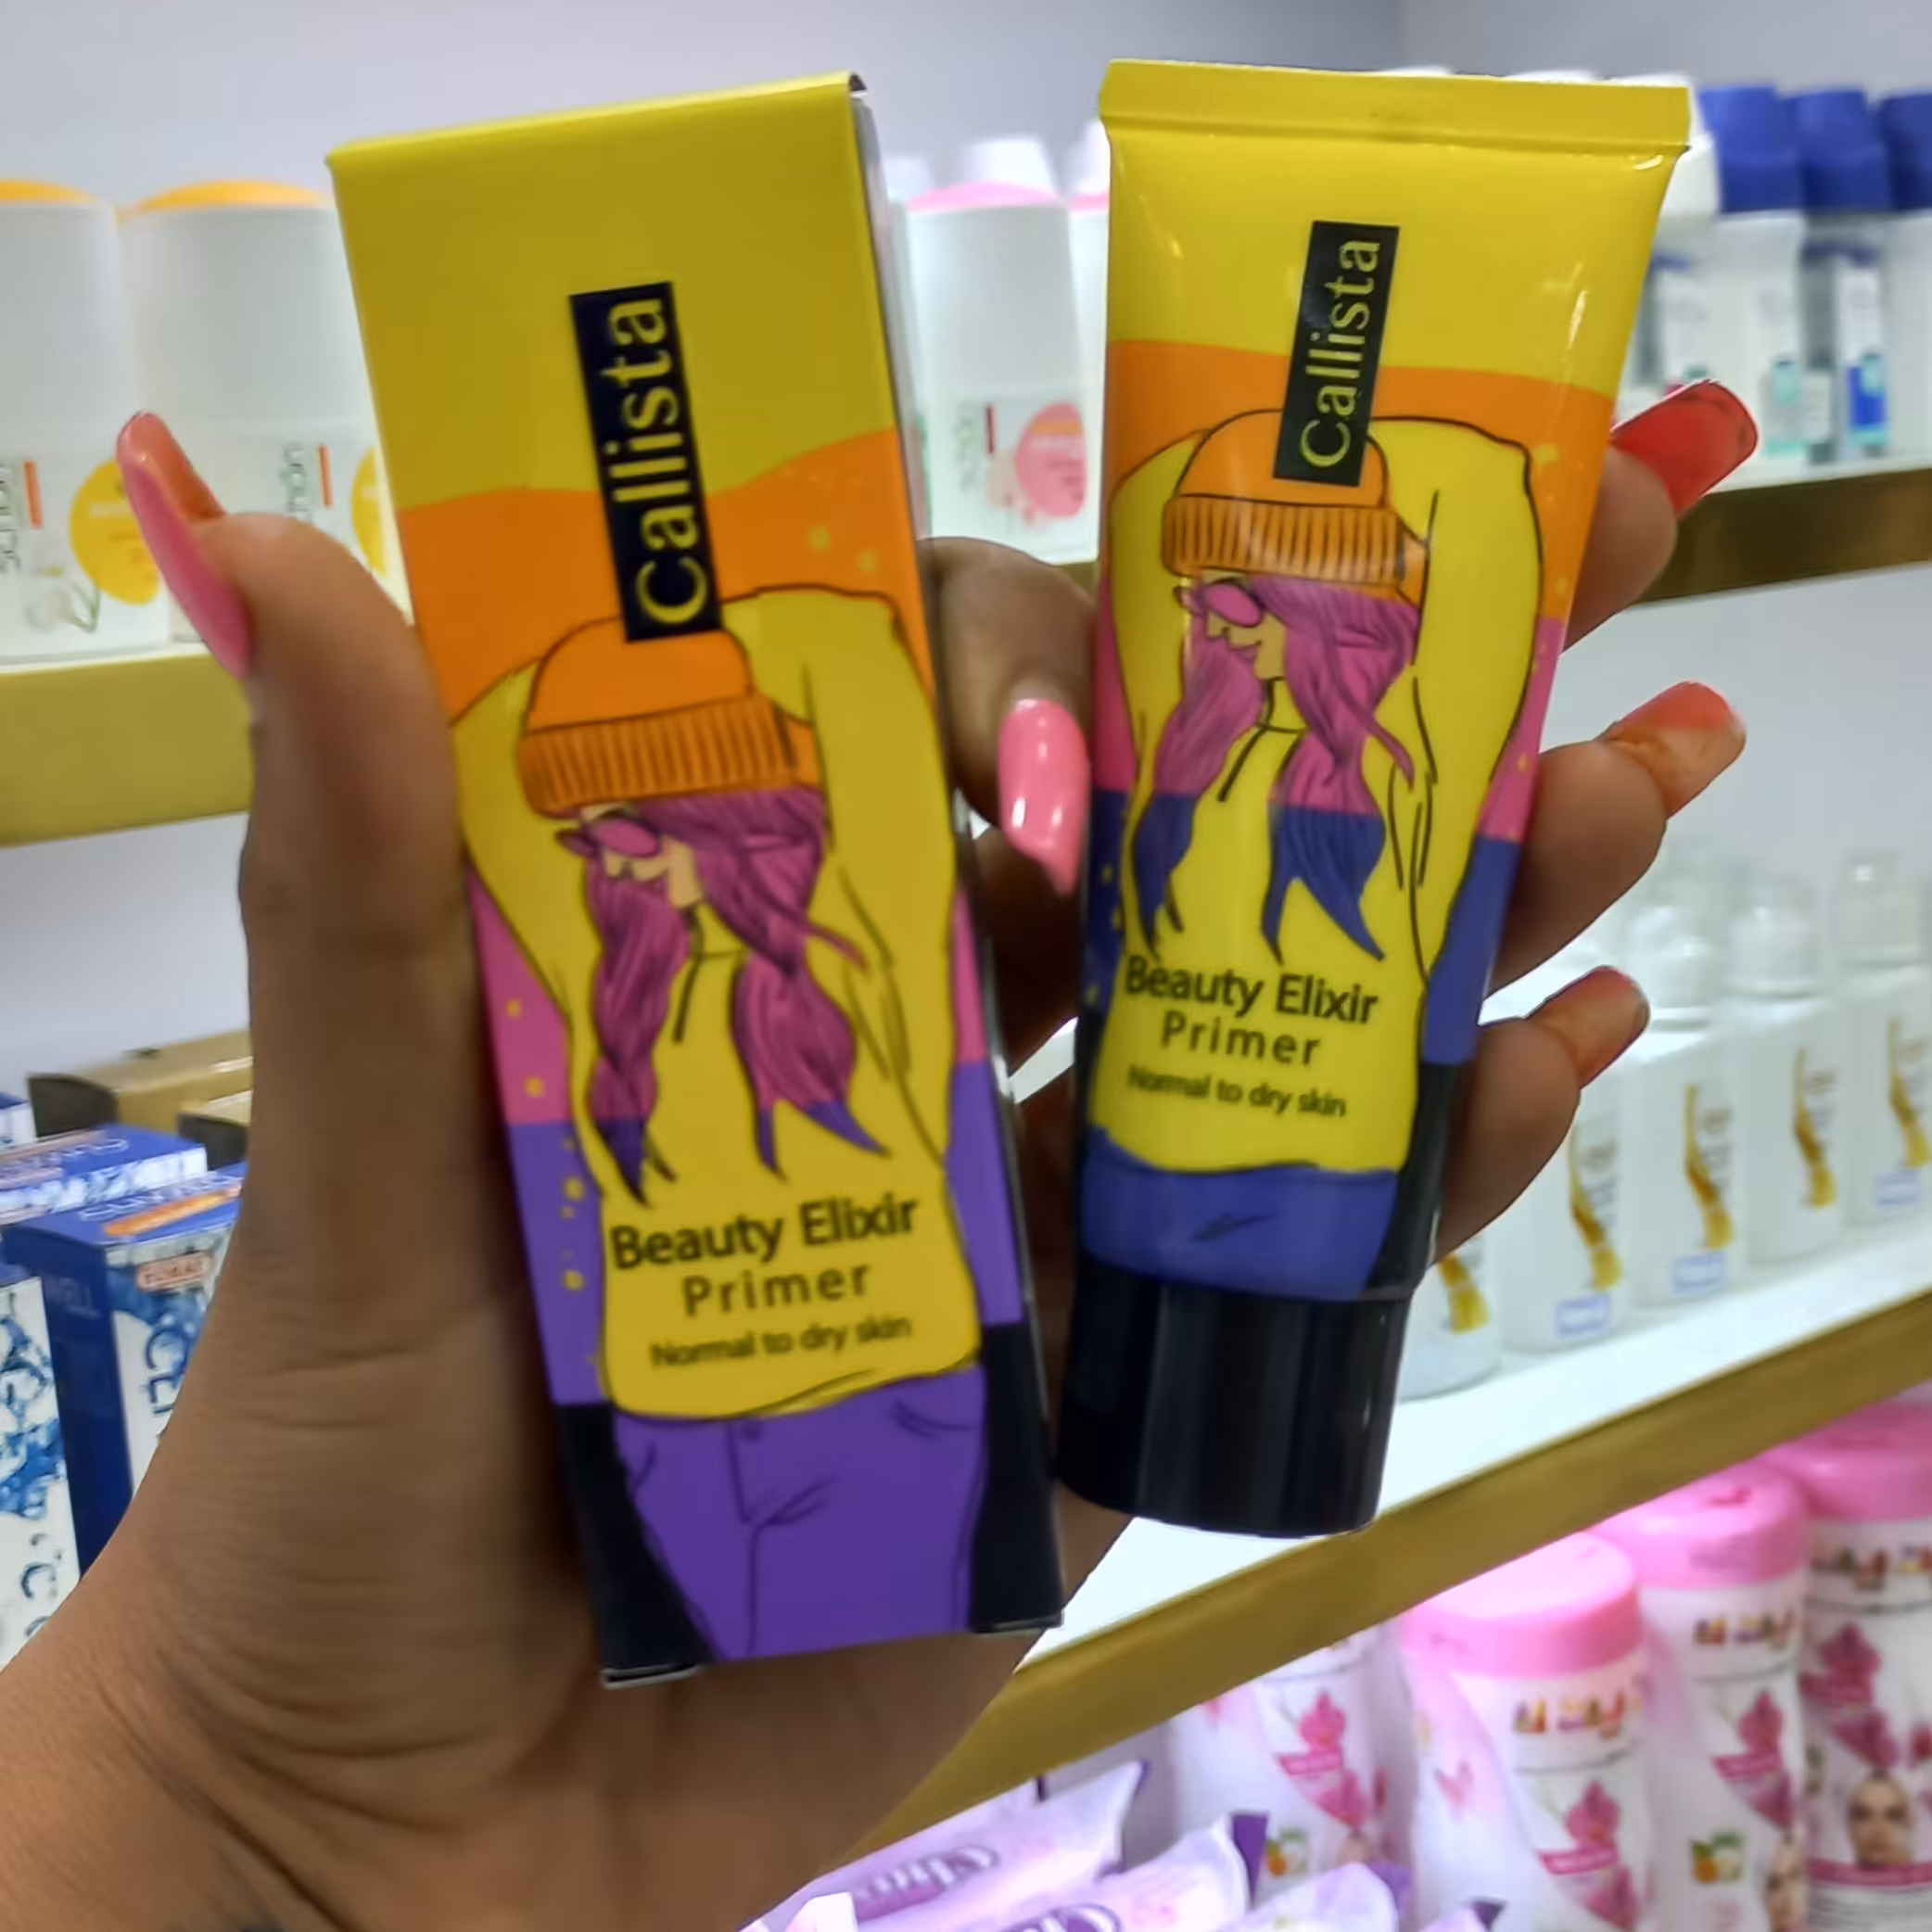 Callista
Beauty Elixir
Primer
Normal to dry skin
Callista
Beauty Elixir
Primer
Normal to dry skin